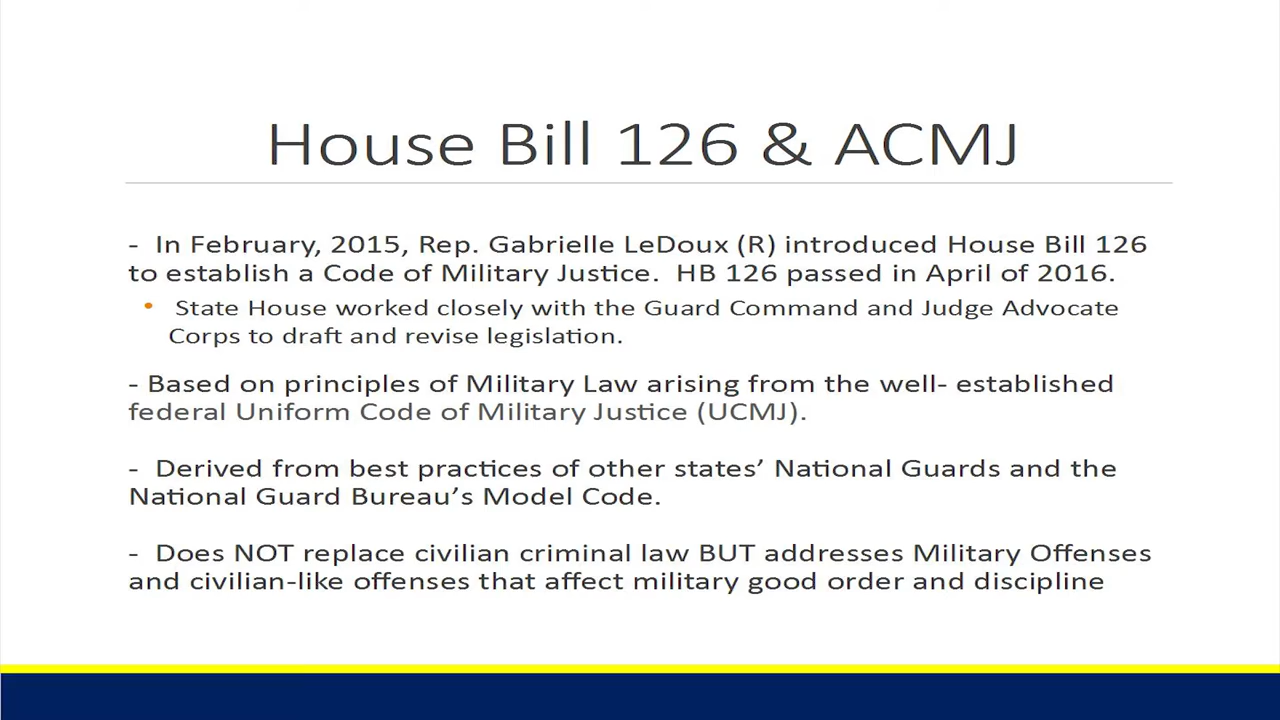 House Bill 126 & ACMJ
- In February, 2015, Rep. Gabrielle LeDoux (R) introduced House Bill 126
to establish a Code of Military Justice. HB 126 passed in April of 2016.
• State House worked closely with the Guard Command and Judge Advocate
Corps to draft and revise legislation.
- Based on principles of Military Law arising from the well- established
federal Uniform Code of Military Justice (UCMJ).
- Derived from best practices of other states’ National Guards and the
National Guard Bureau’s Model Code.
- Does NOT replace civilian criminal law BUT addresses Military Offenses
and civilian-like offenses that affect military good order and discipline